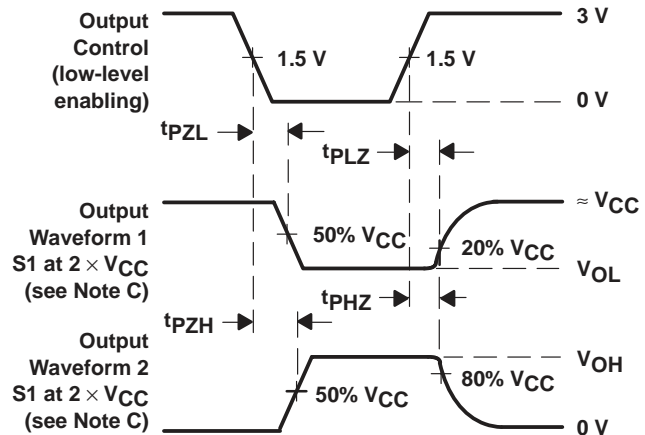 Output
Control
(low-level
enabling)
3 V
1.5 V
1.5 V
0 V
tPZL
tPLZ
Output
Waveform 1
S1 at 2 × VCC
(see Note C)
≈ VCC
50% VCC
20% VCC
VOL
tPZH
tPHZ
Output
Waveform 2
S1 at 2 × VCC
(see Note C)
VOH
50% VCC
80% VCC
0 V